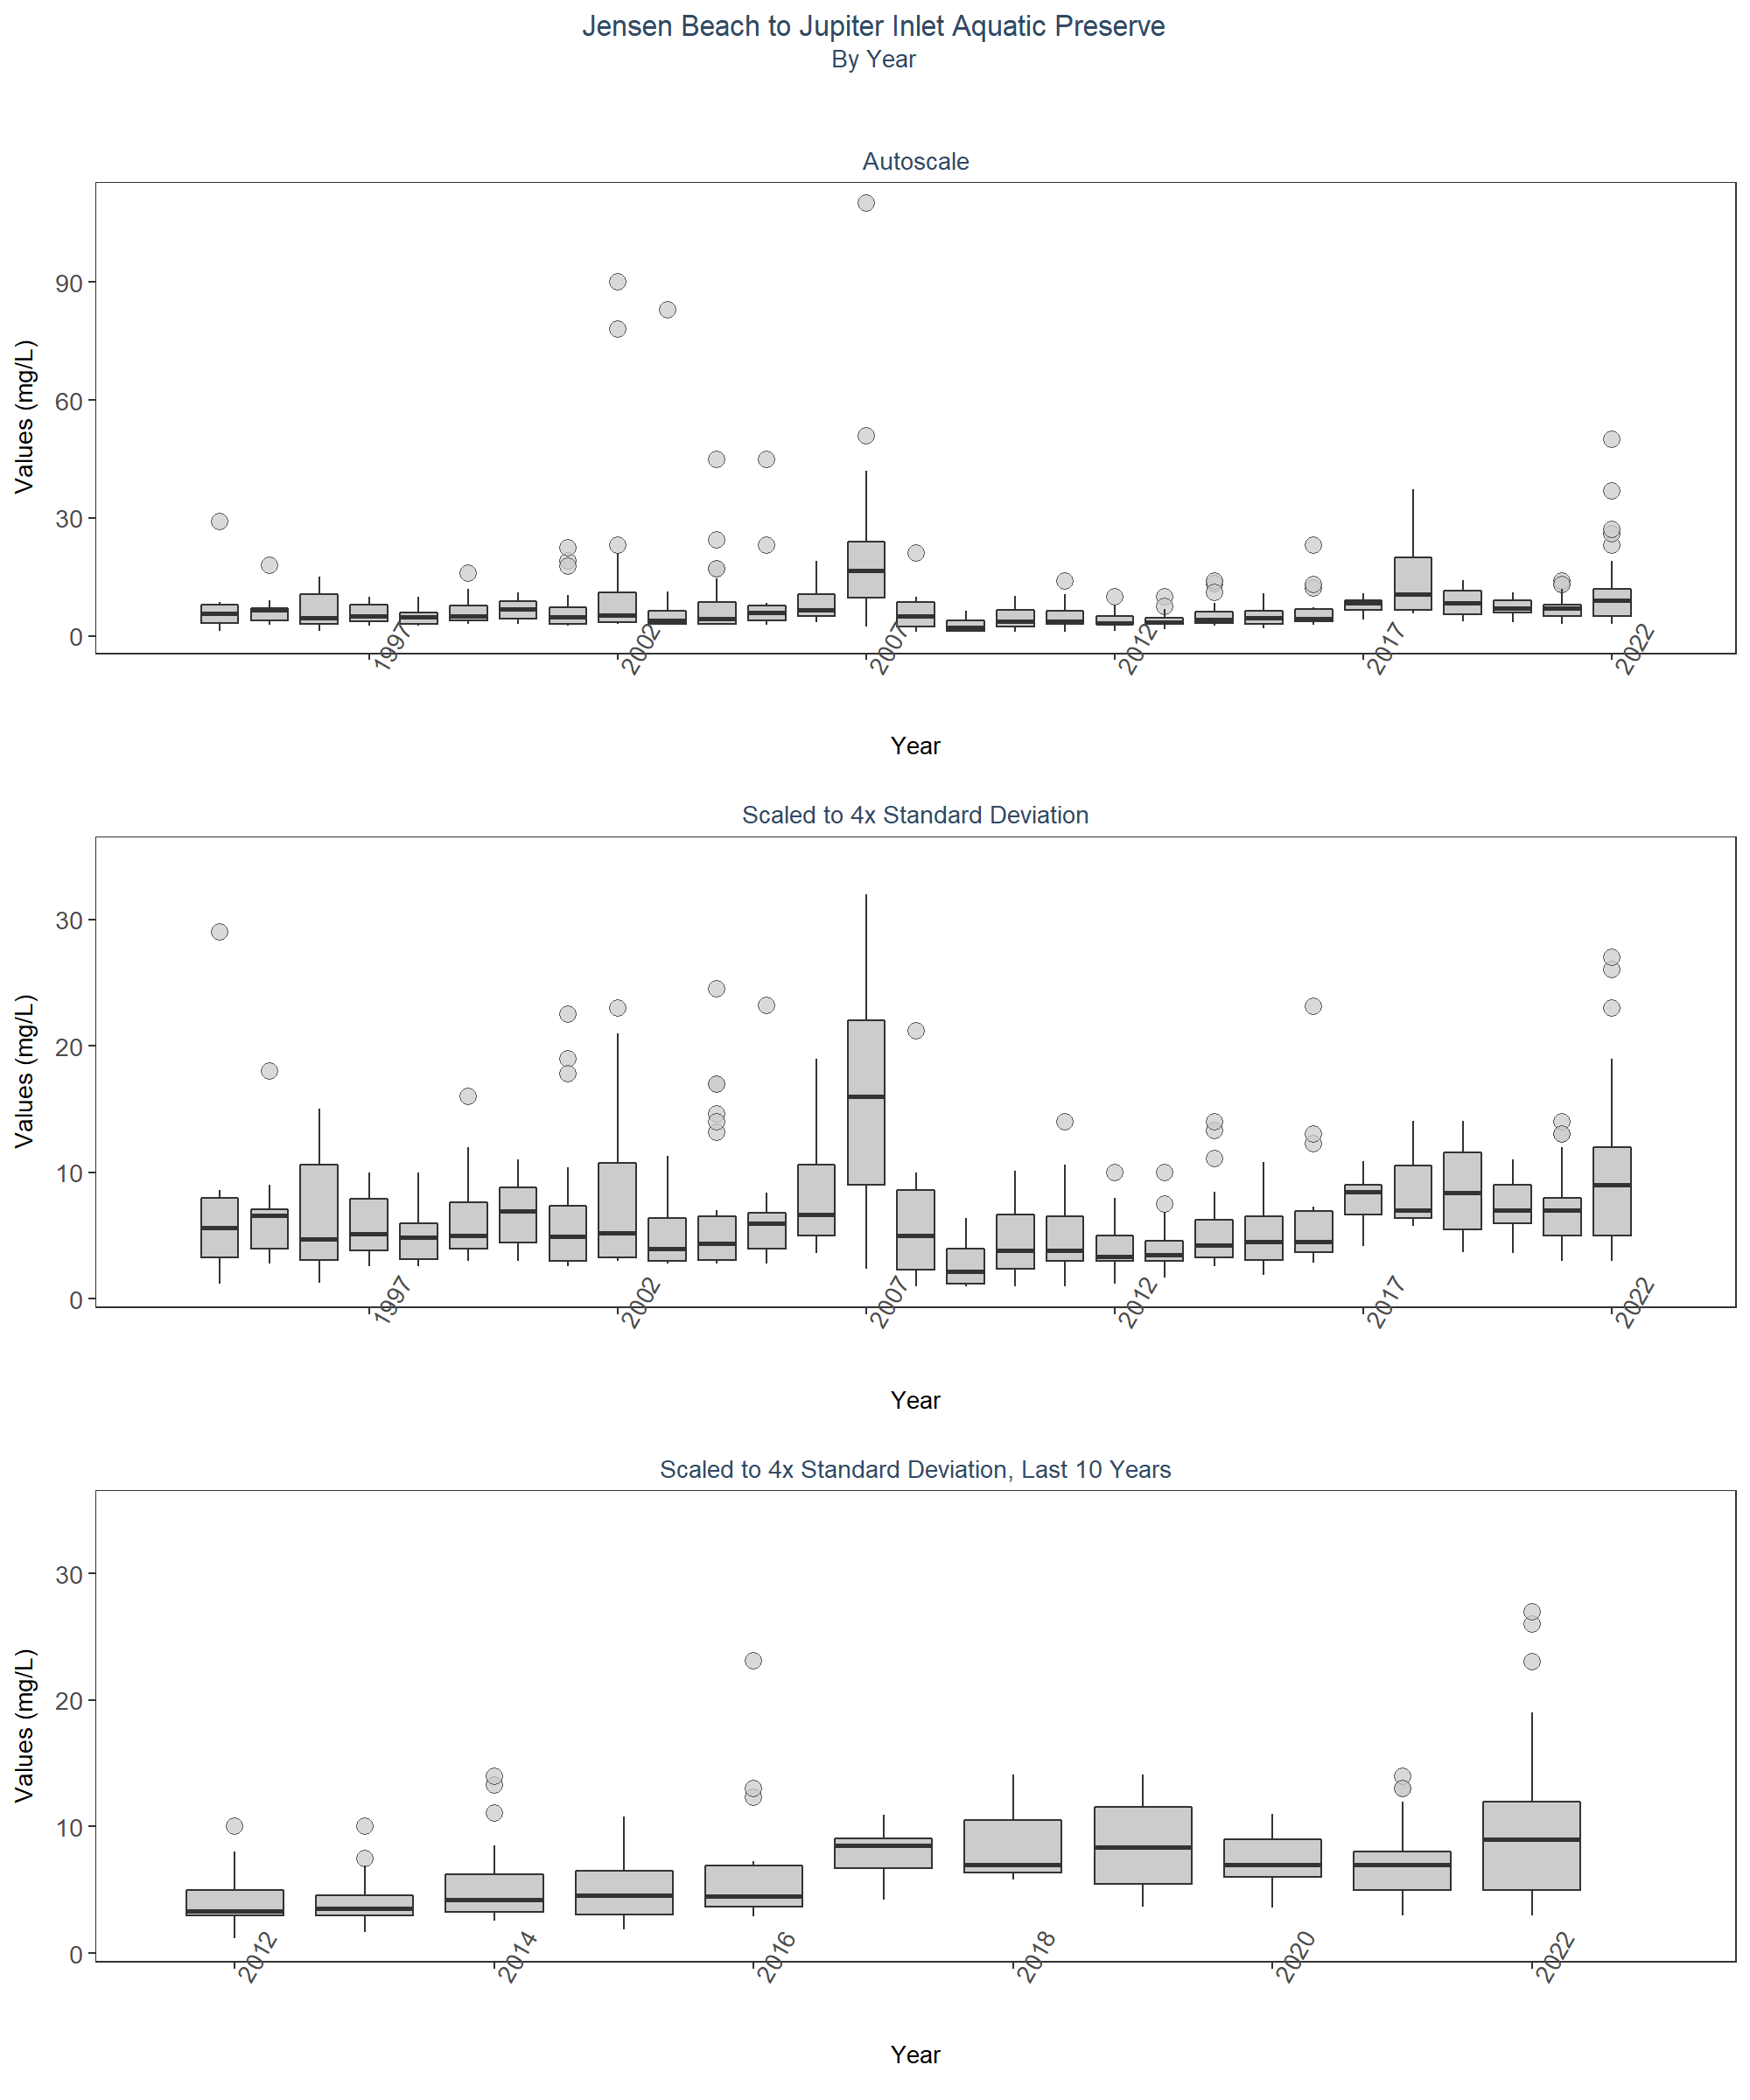 Jensen Beach to Jupiter Inlet Aquatic Preserve
By Year
Autoscale
Values (mg/L)
90
60
30
0
1997
2002
2007
2012
2017
2022
Year
Scaled to 4x Standard Deviation
Values (mg/L)
30
20
10
0
1997
2002
2007
2012
2017
2022
Year
Scaled to 4x Standard Deviation, Last 10 Years
Values (mg/L)
30
20
10
0
2012
2014
2016
2018
2020
2022
Year